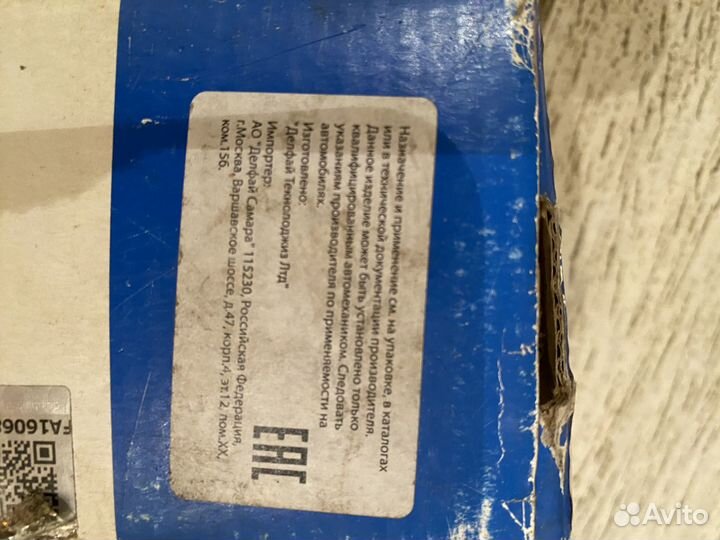 Назначение и применение см. на упаковке, в каталогах
или в технической документации производителя.
Данное изделие может быть установлено только
квалифицированным автомехаником. Следовать
указаниям производителя по применяемости на
автомобилях.
Изготовлено:
"Делфай Текнолоджиз Лтд"
Импортер:
АО "Делфай Самара" 115230, Российская Федерация,
г.Москва, Варшавское шоссе, д.47, корп.4, эт.12, пом.XX,
ком.15б.
EAC
FA1606
Avito